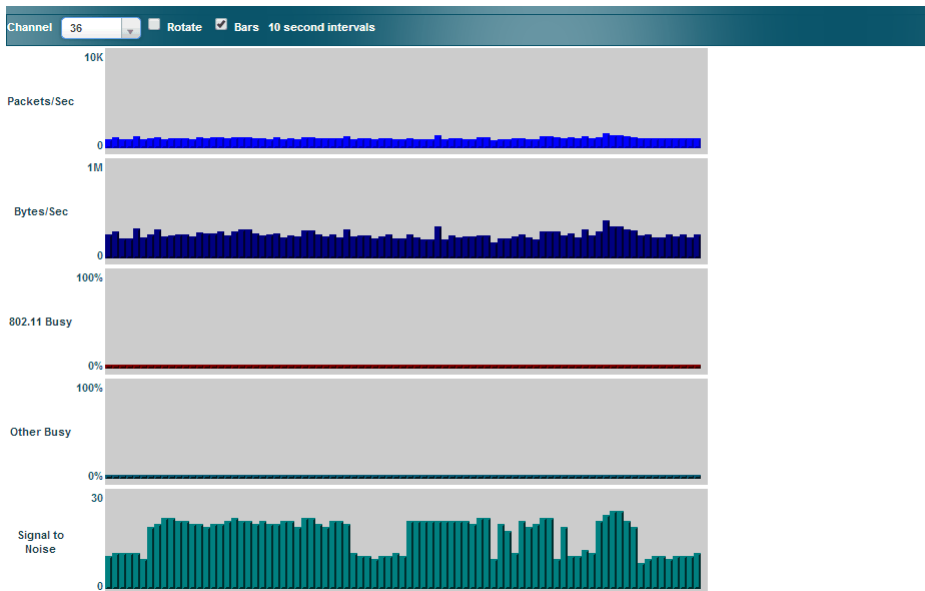 Channel 36 Rotate Bars 10 second intervals
10K
Packets/Sec
0
1M
Bytes/Sec
0
100%
802.11 Busy
0%
100%
Other Busy
0%
30
Signal to
Noise
0